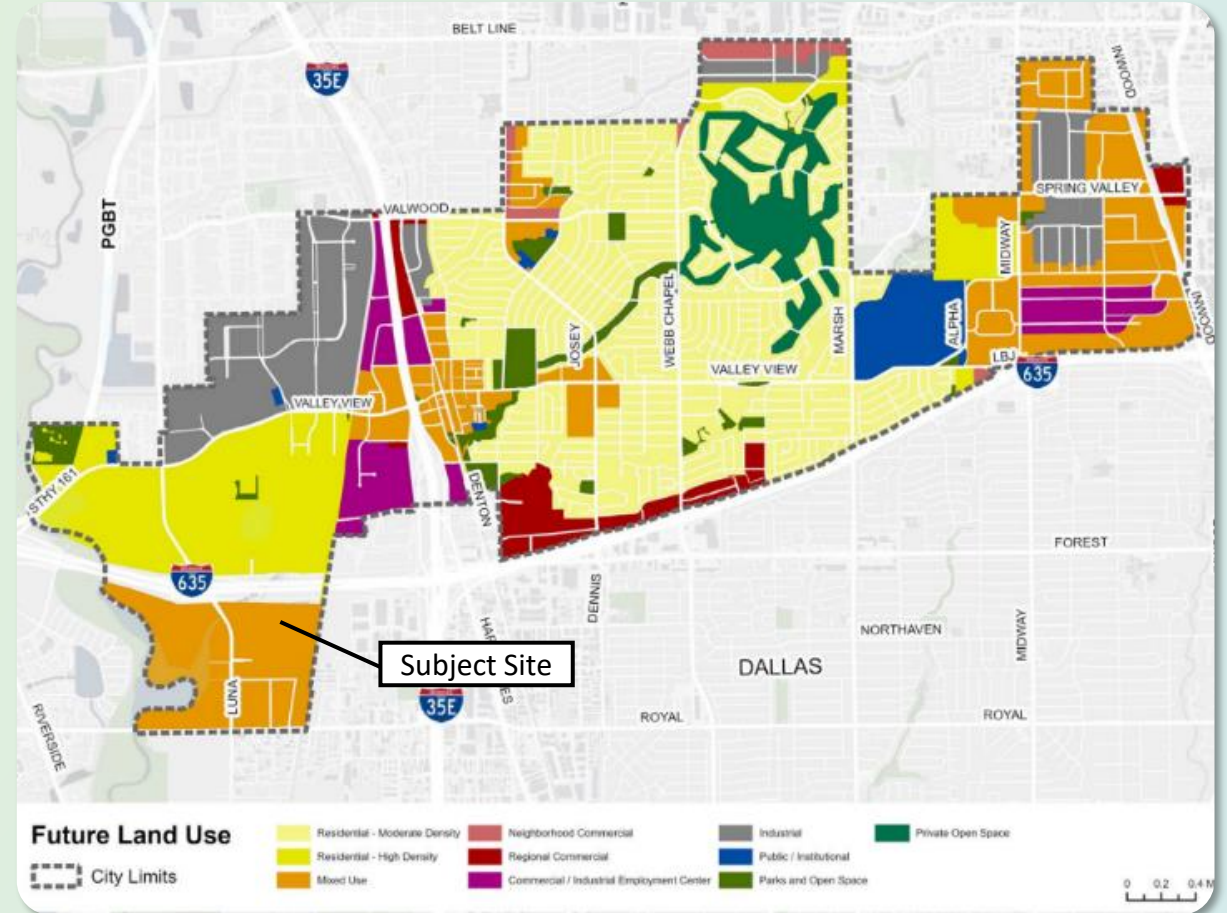 BELT LINE
35E
INWOOD
PGBT
SPRING VALLEY
VALWOOD
MIDWAY
WEBB CHAPEL
JOSEY
MARSH
ALPHA
INWOOD
LBJ
635
VALLEY VIEW
VALLEY VIEW
DENTON
STHY 161
FOREST
635
DENNIS
NORTHAVEN
MIDWAY
HAR
Subject Site
DALLAS
ES
LUNA
35E
ROYAL
ROYAL
RIVERSIDE
Future Land Use
City Limits
Residential - Moderate Density
Residential - High Density
Mixed Use
Neighborhood Commercial
Regional Commercial
Commercial / Industrial Employment Center
Industrial
Public / Institutional
Parks and Open Space
Private Open Space
0 0.2 0.4 M